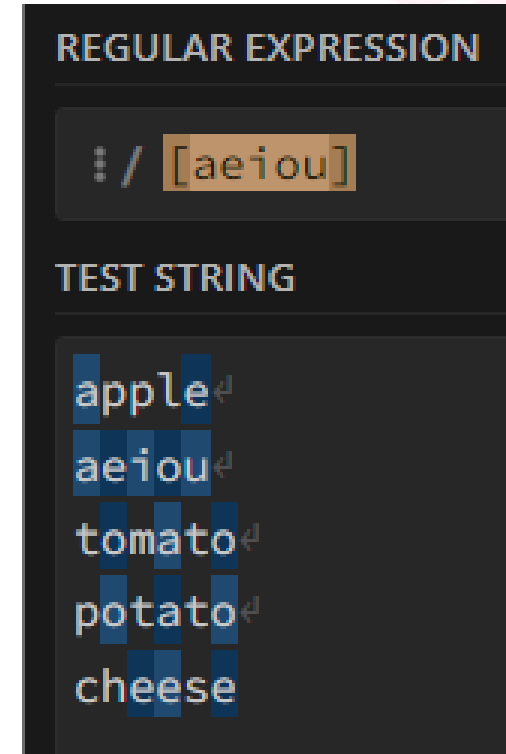 REGULAR EXPRESSION
⋮ / [aeiou]
TEST STRING
apple↵
aeiou↵
tomato↵
potato↵
cheese